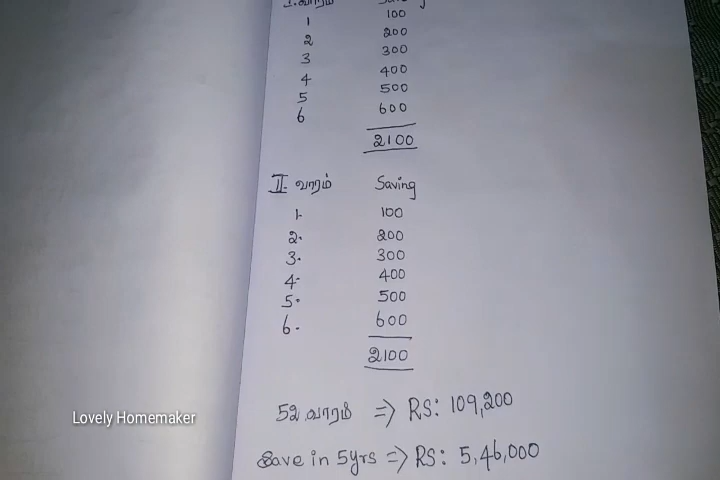 I. வாரம் Saving
1 100
2 200
3 300
4 400
5 500
6 600
2100
II. வாரம் Saving
1. 100
2. 200
3. 300
4. 400
5. 500
6. 600
2100
52 வாரம் => RS: 109,200
Save in 5yrs => RS: 5,46,000
Lovely Homemaker